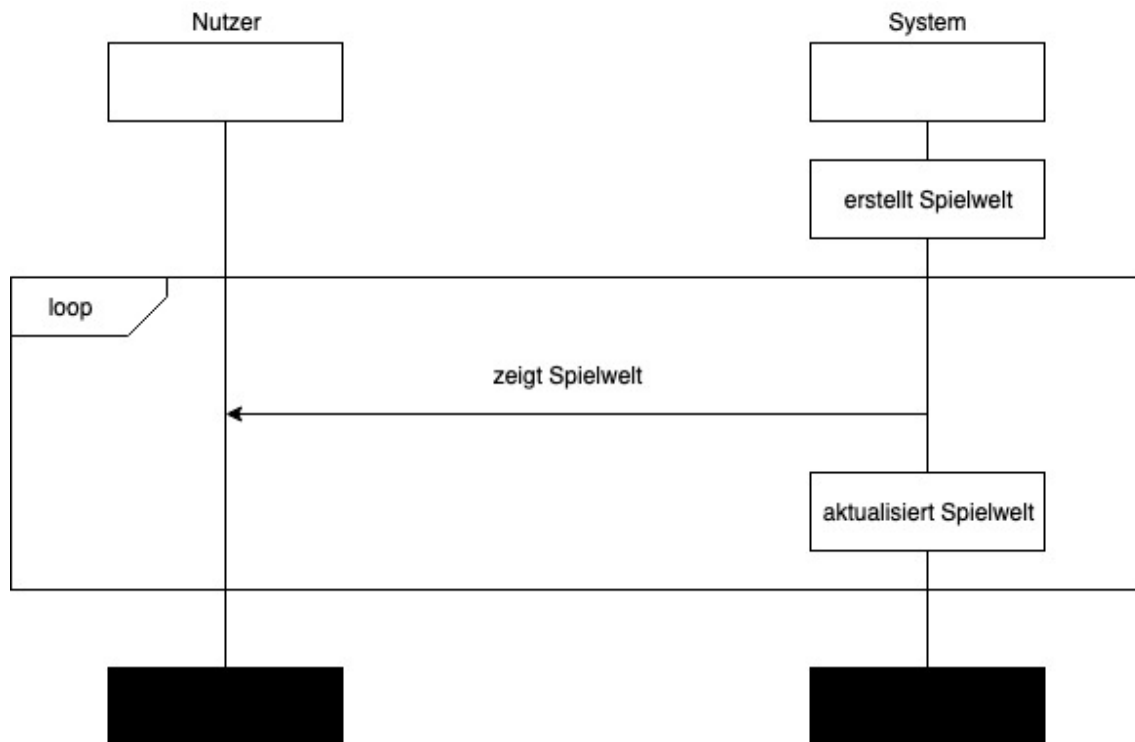 Nutzer
System
erstellt Spielwelt
loop
zeigt Spielwelt
aktualisiert Spielwelt